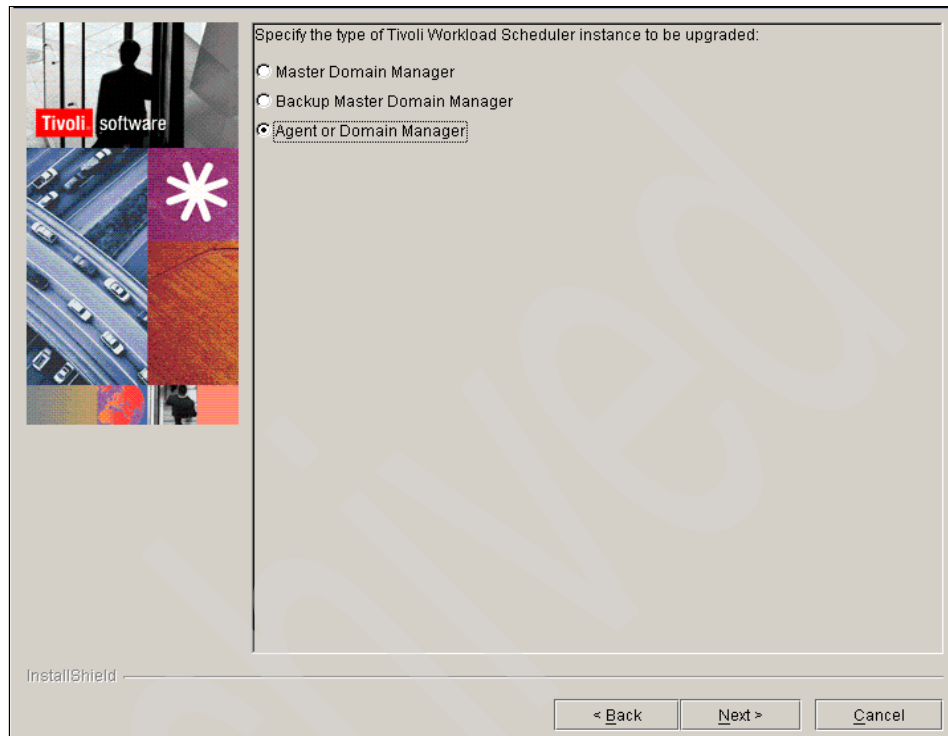 Specify the type of Tivoli Workload Scheduler instance to be upgraded:
Master Domain Manager
Backup Master Domain Manager
Agent or Domain Manager
Tivoli. software
InstallShield
< Back
Next >
Cancel